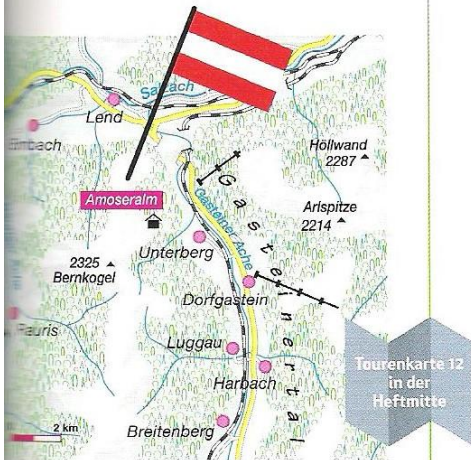 Salzach
Lend
Embach
Höllwand
2287
Gasteinertal
Amoseralm
Arlspitze
2214
Gasteiner Ache
Unterberg
2325
Bernkogel
Dorfgastein
Rauris
Luggau
Harbach
Tourenkarte 12
in der
Heftmitte
Breitenberg
2 km